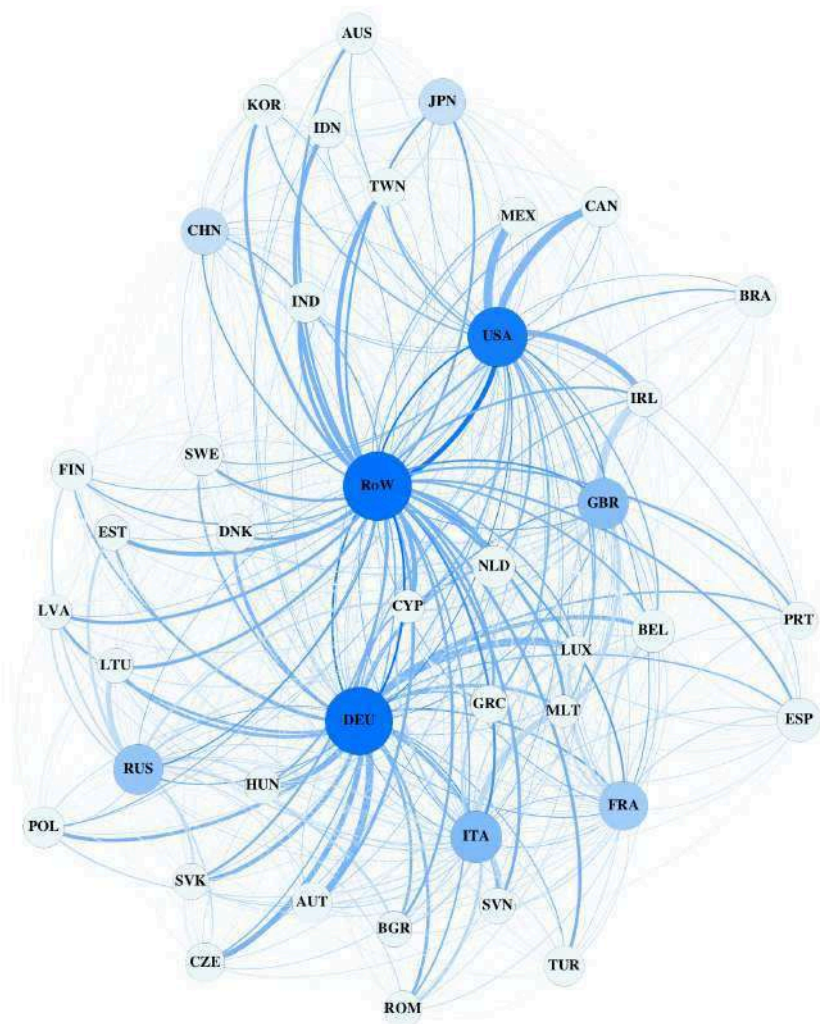 AUS
JPN
KOR
IDN
TWN
MEX
CAN
CHN
IND
BRA
USA
IRL
SWE
FIN
RoW
GBR
EST
DNK
NLD
LVA
CYP
PRT
BEL
LTU
LUX
GRC
MLT
DEU
ESP
RUS
HUN
FRA
POL
ITA
SVK
AUT
SVN
BGR
CZE
TUR
ROM